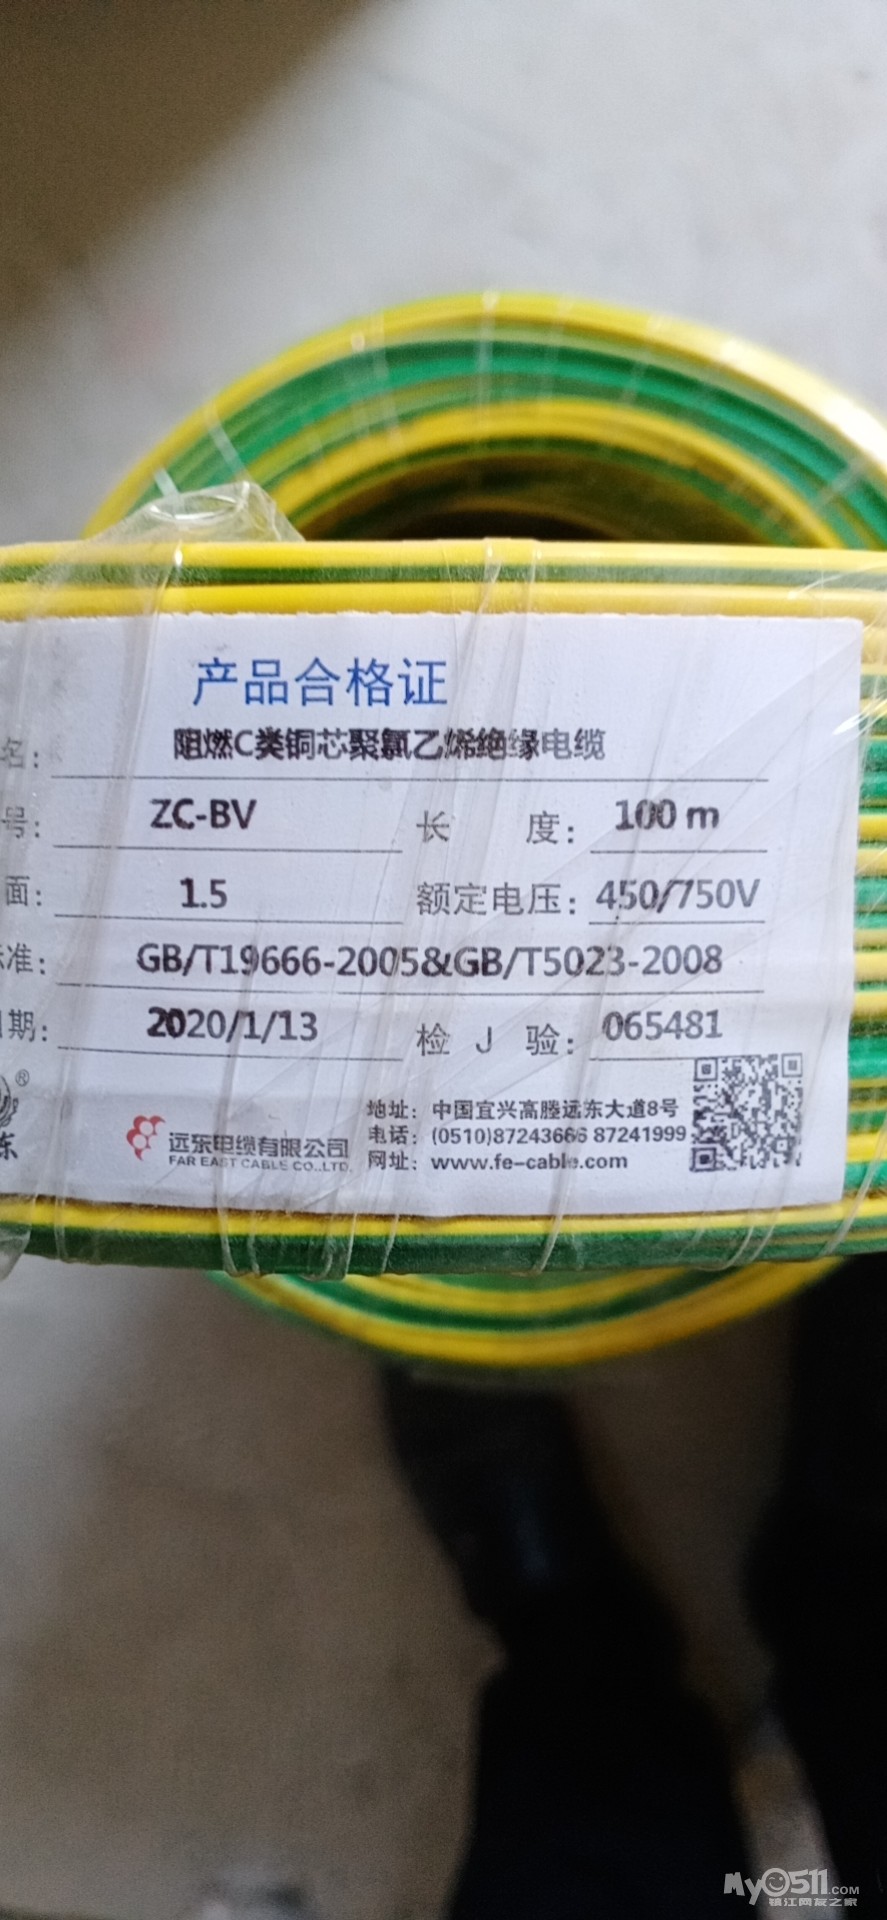 产品合格证
名: 阻燃C类铜芯聚氯乙烯绝缘电缆
号: ZC-BV 长 度: 100 m
面: 1.5 额定电压: 450/750V
标准: GB/T19666-2005&GB/T5023-2008
日期: 2020/1/13 检 J 验: 065481
®
东
远东电缆有限公司
FAR EAST CABLE CO.,LTD.
地址: 中国宜兴高塍远东大道8号
电话: (0510)87243666 87241999
网址: www.fe-cable.com
My0511.COM
镇江网友之家